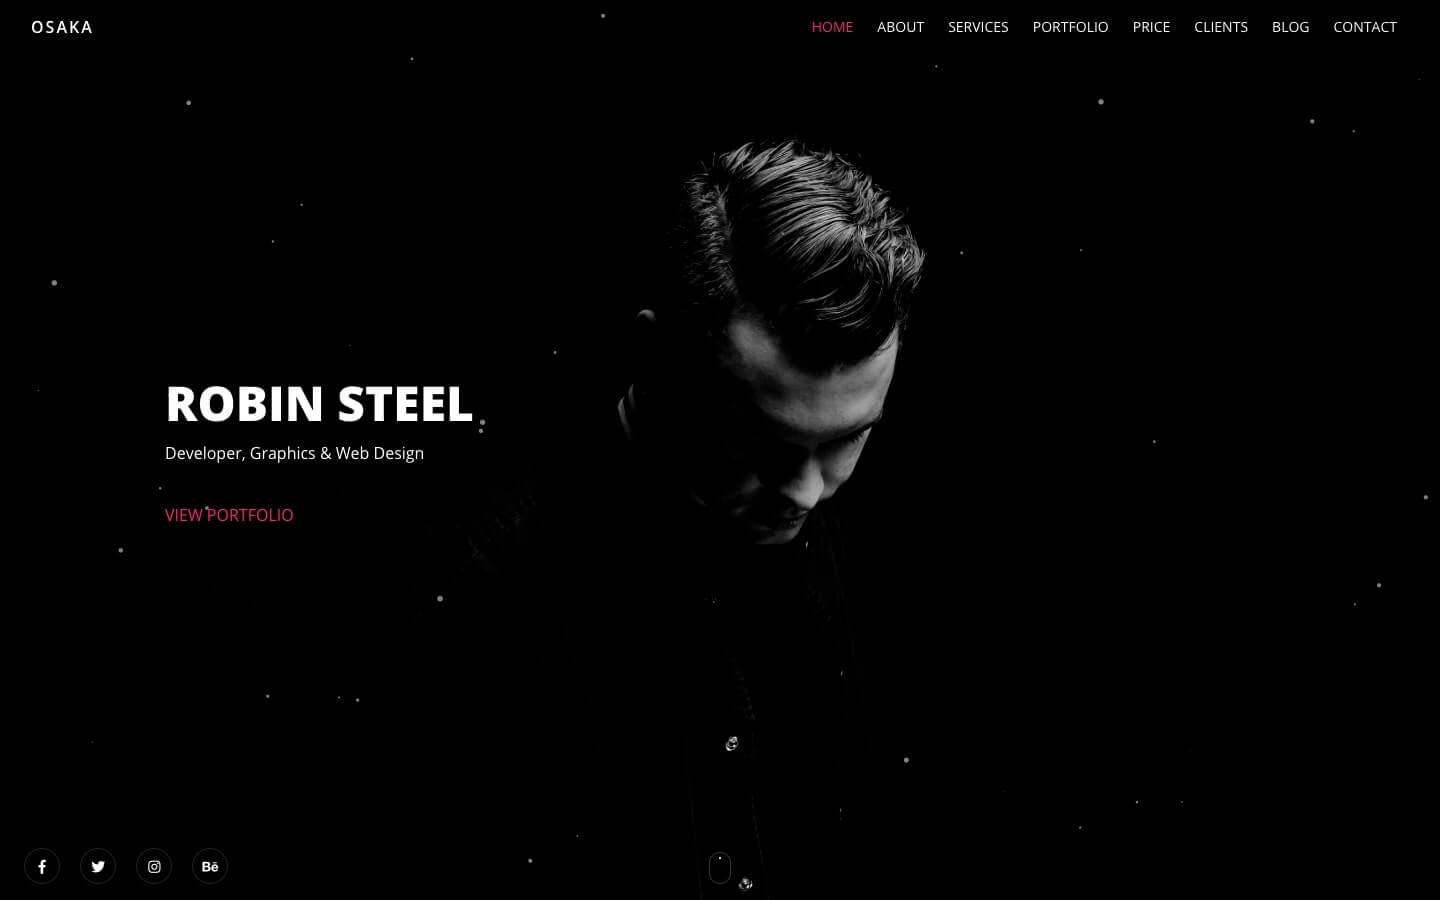 OSAKA
HOME ABOUT SERVICES PORTFOLIO PRICE CLIENTS BLOG CONTACT
ROBIN STEEL
Developer, Graphics & Web Design
VIEW PORTFOLIO
Bē